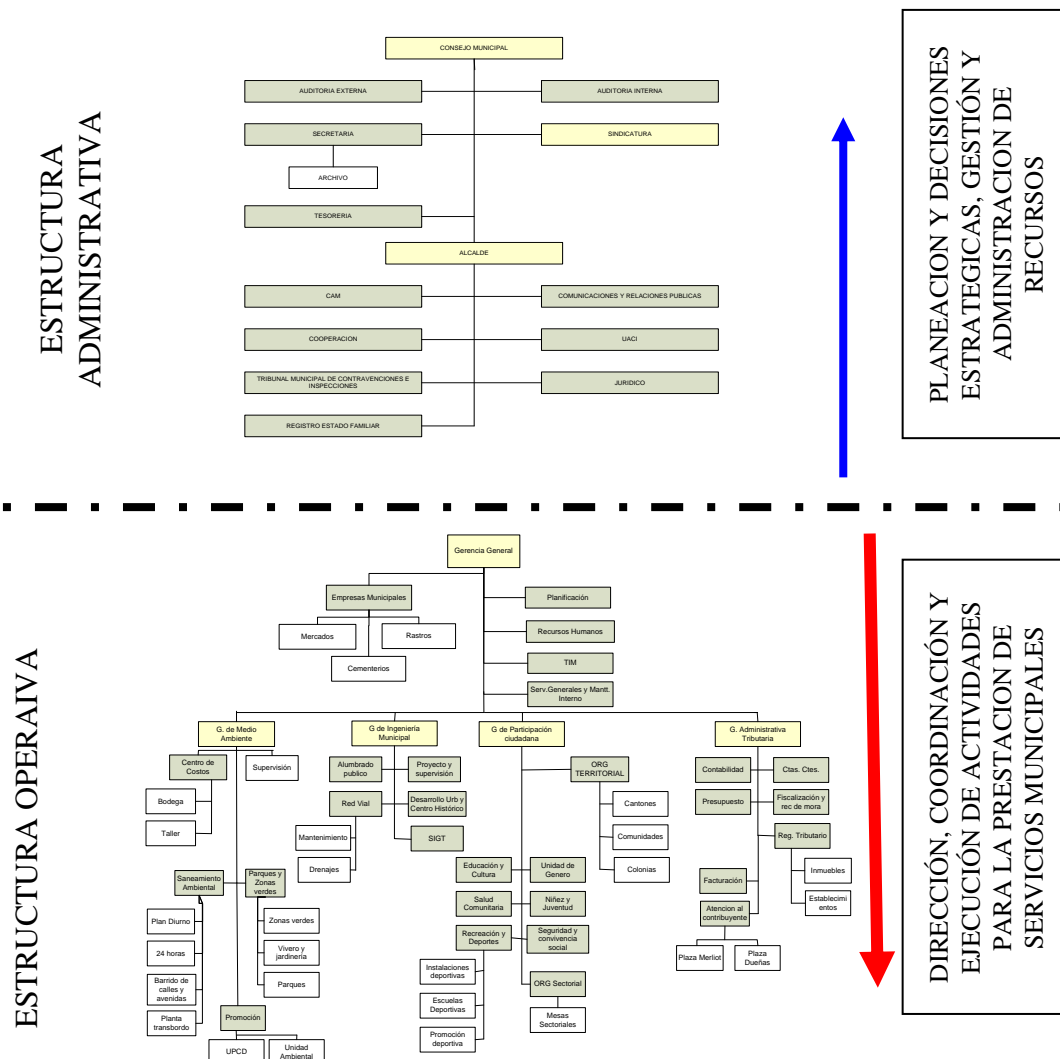 ESTRUCTURA
ADMINISTRATIVA
CONSEJO MUNICIPAL
AUDITORIA EXTERNA
AUDITORIA INTERNA
SECRETARIA
SINDICATURA
ARCHIVO
TESORERIA
ALCALDE
CAM
COMUNICACIONES Y RELACIONES PUBLICAS
COOPERACION
UACI
TRIBUNAL MUNICIPAL DE CONTRAVENCIONES E
INSPECCIONES
JURIDICO
REGISTRO ESTADO FAMILIAR
PLANEACION Y DECISIONES
ESTRATEGICAS, GESTIÓN Y
ADMINISTRACION DE
RECURSOS
ESTRUCTURA OPERAIVA
Gerencia General
Empresas Municipales
Mercados
Rastros
Cementerios
Planificación
Recursos Humanos
TIM
Serv.Generales y Mantt.
Interno
G. de Medio
Ambiente
Centro de
Costos
Supervisión
Bodega
Taller
Saneamiento
Ambiental
Parques y
Zonas
verdes
Plan Diurno
24 horas
Barrido de
calles y
avenidas
Planta
transbordo
Zonas verdes
Vivero y
jardinería
Parques
Promoción
UPCD
Unidad
Ambiental
G de Ingeniería
Municipal
Alumbrado
publico
Proyecto y
supervisión
Red Vial
Desarrollo Urb y
Centro Histórico
Mantenimiento
SIGT
Drenajes
G de Participación
ciudadana
ORG
TERRITORIAL
Cantones
Comunidades
Colonias
Educación y
Cultura
Unidad de
Genero
Salud
Comunitaria
Niñez y
Juventud
Recreación y
Deportes
Seguridad y
convivencia
social
Instalaciones
deportivas
Escuelas
Deportivas
Promoción
deportiva
ORG Sectorial
Mesas
Sectoriales
G. Administrativa
Tributaria
Contabilidad
Ctas. Ctes.
Presupuesto
Fiscalización y
rec de mora
Reg. Tributario
Inmuebles
Establecimi
entos
Facturación
Atencion al
contribuyente
Plaza Merliot
Plaza
Dueñas
DIRECCIÓN, COORDINACIÓN Y
EJECUCIÓN DE ACTIVIDADES
PARA LA PRESTACION DE
SERVICIOS MUNICIPALES